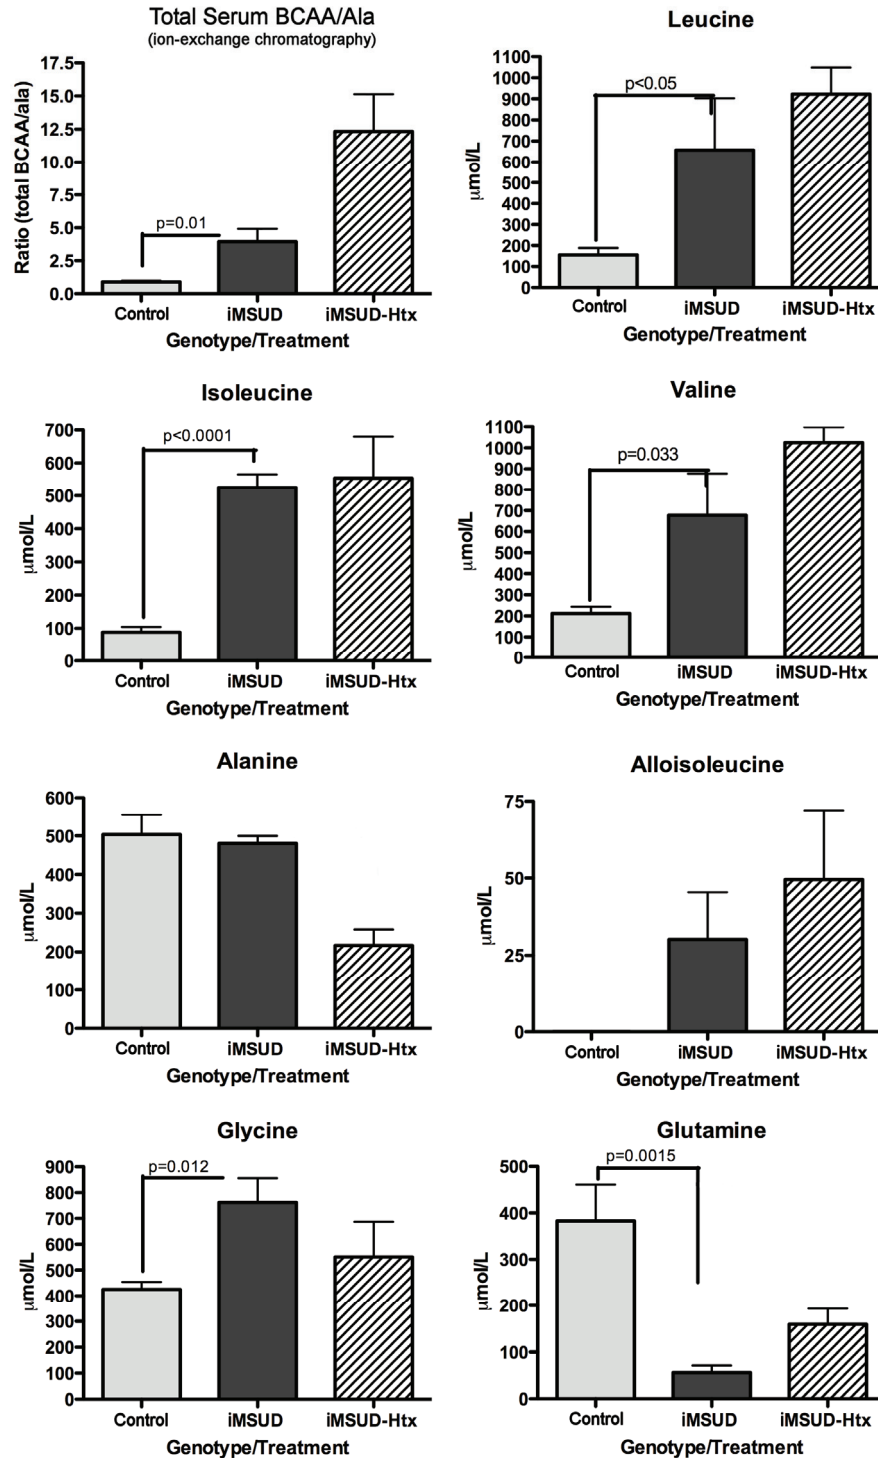 Total Serum BCAA/Ala
(ion-exchange chromatography)
Ratio (total BCAA/ala)
17.5
15.0
12.5
10.0
7.5
5.0
2.5
0.0
p=0.01
Control
iMSUD
iMSUD-Htx
Genotype/Treatment
Leucine
μmol/L
1100
1000
900
800
700
600
500
400
300
200
100
0
p<0.05
Control
iMSUD
iMSUD-Htx
Genotype/Treatment
Isoleucine
μmol/L
700
600
500
400
300
200
100
0
p<0.0001
Control
iMSUD
iMSUD-Htx
Genotype/Treatment
Valine
μmol/L
1100
1000
900
800
700
600
500
400
300
200
100
0
p=0.033
Control
iMSUD
iMSUD-Htx
Genotype/Treatment
Alanine
μmol/L
600
500
400
300
200
100
0
Control
iMSUD
iMSUD-Htx
Genotype/Treatment
Alloisoleucine
μmol/L
75
50
25
0
Control
iMSUD
iMSUD-Htx
Genotype/Treatment
Glycine
μmol/L
900
800
700
600
500
400
300
200
100
0
p=0.012
Control
iMSUD
iMSUD-Htx
Genotype/Treatment
Glutamine
μmol/L
500
400
300
200
100
0
p=0.0015
Control
iMSUD
iMSUD-Htx
Genotype/Treatment